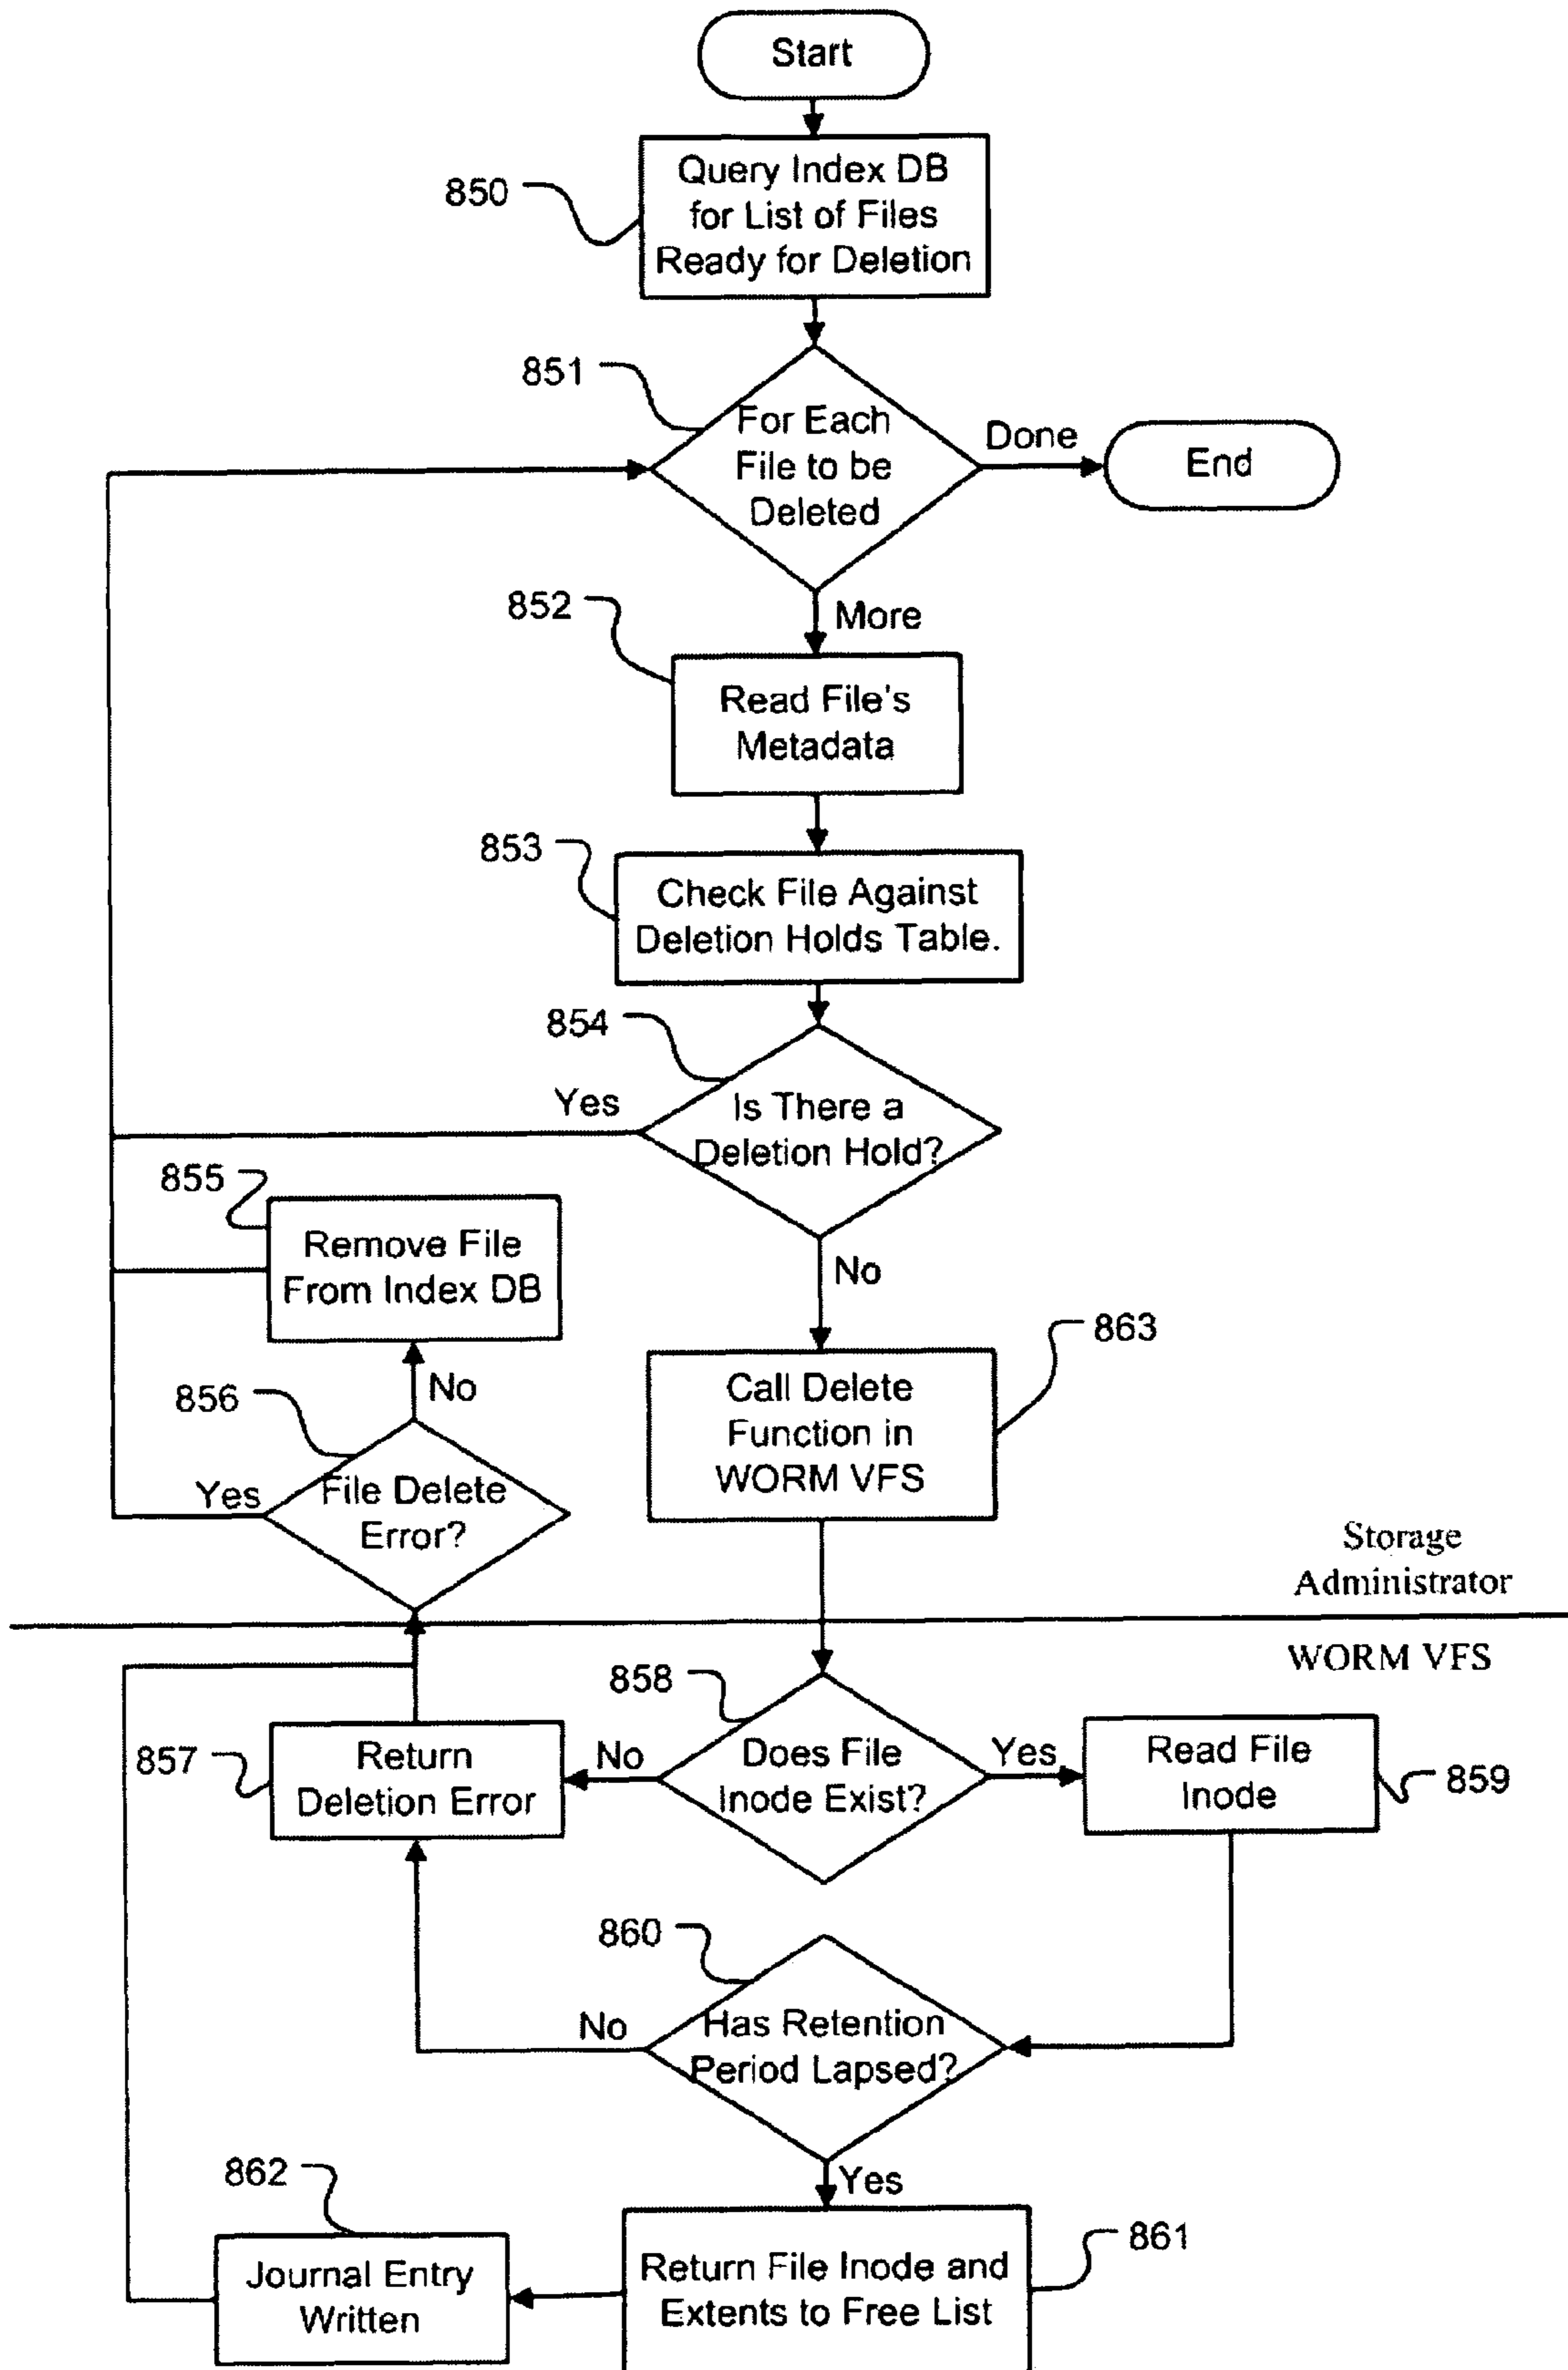 Start
850
Query Index DB
for List of Files
Ready for Deletion
851
For Each
File to be
Deleted
Done
End
852
More
Read File's
Metadata
853
Check File Against
Deletion Holds Table.
854
Yes
Is There a
Deletion Hold?
855
Remove File
From Index DB
No
863
Call Delete
Function in
WORM VFS
856
No
Yes
File Delete
Error?
Storage
Administrator
WORM VFS
858
857
Return
Deletion Error
No
Does File
Inode Exist?
Yes
Read File
Inode
859
860
No
Has Retention
Period Lapsed?
Yes
862
861
Journal Entry
Written
Return File Inode and
Extents to Free List